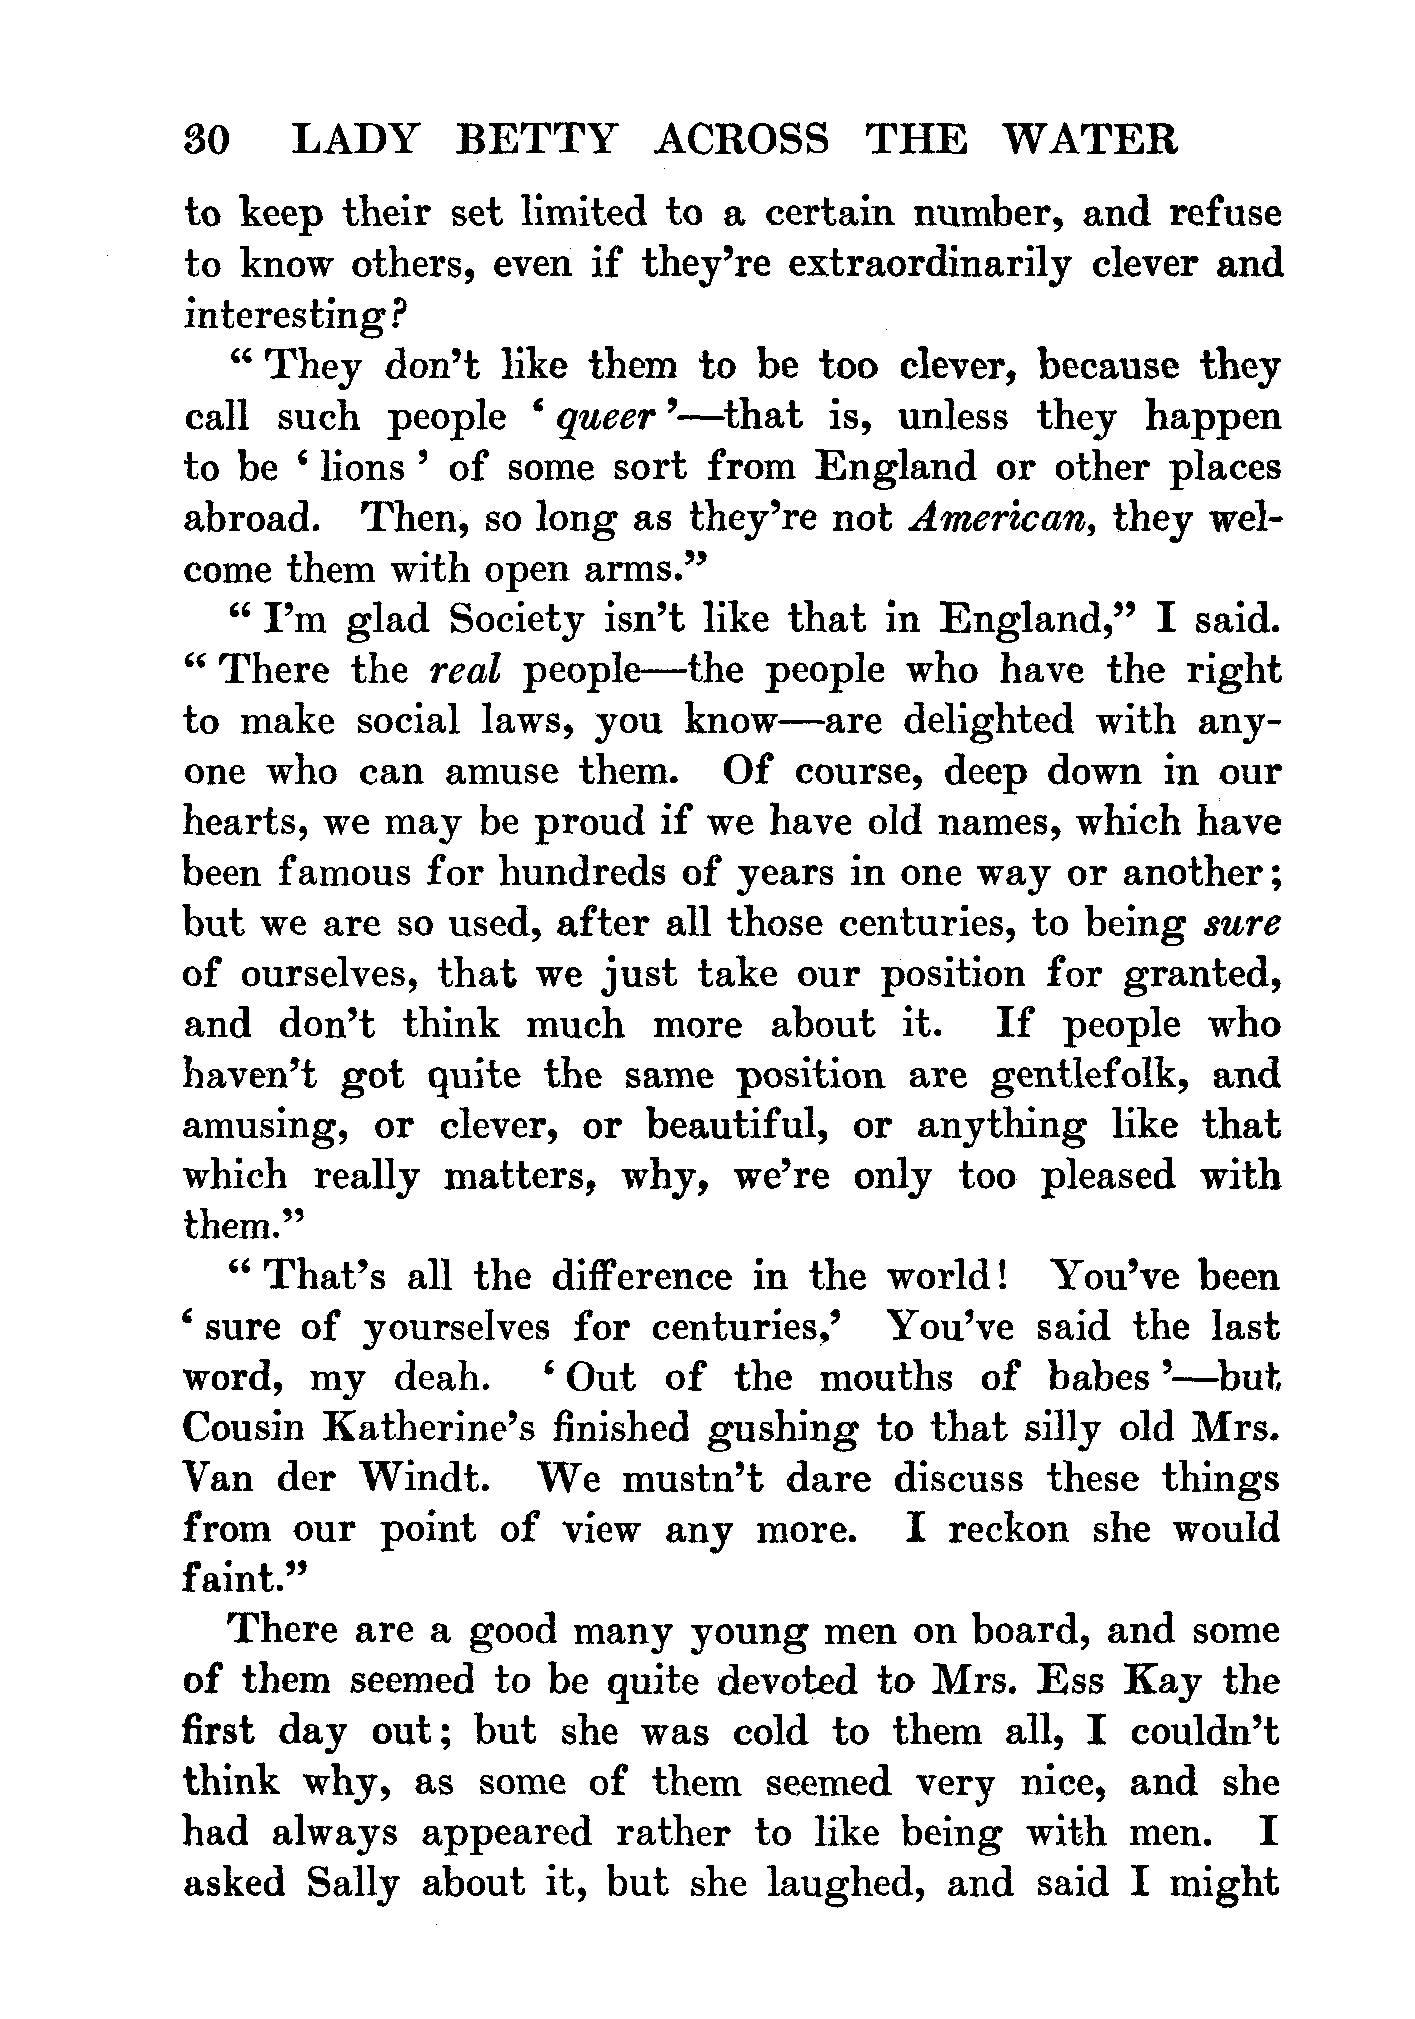 30 LADY BETTY ACROSS THE WATER
to keep their set limited to a certain number, and refuse
to know others, even if they're extraordinarily clever and
interesting?
“ They don't like them to be too clever, because they
call such people ‘ queer ’—that is, unless they happen
to be ‘ lions ’ of some sort from England or other places
abroad. Then, so long as they're not American, they wel-
come them with open arms.”
“ I'm glad Society isn't like that in England,” I said.
“ There the real people—the people who have the right
to make social laws, you know—are delighted with any-
one who can amuse them. Of course, deep down in our
hearts, we may be proud if we have old names, which have
been famous for hundreds of years in one way or another;
but we are so used, after all those centuries, to being sure
of ourselves, that we just take our position for granted,
and don't think much more about it. If people who
haven't got quite the same position are gentlefolk, and
amusing, or clever, or beautiful, or anything like that
which really matters, why, we're only too pleased with
them.”
“ That's all the difference in the world! You've been
‘ sure of yourselves for centuries,’ You've said the last
word, my deah. ‘ Out of the mouths of babes ’—but
Cousin Katherine's finished gushing to that silly old Mrs.
Van der Windt. We mustn't dare discuss these things
from our point of view any more. I reckon she would
faint.”
There are a good many young men on board, and some
of them seemed to be quite devoted to Mrs. Ess Kay the
first day out; but she was cold to them all, I couldn't
think why, as some of them seemed very nice, and she
had always appeared rather to like being with men. I
asked Sally about it, but she laughed, and said I might